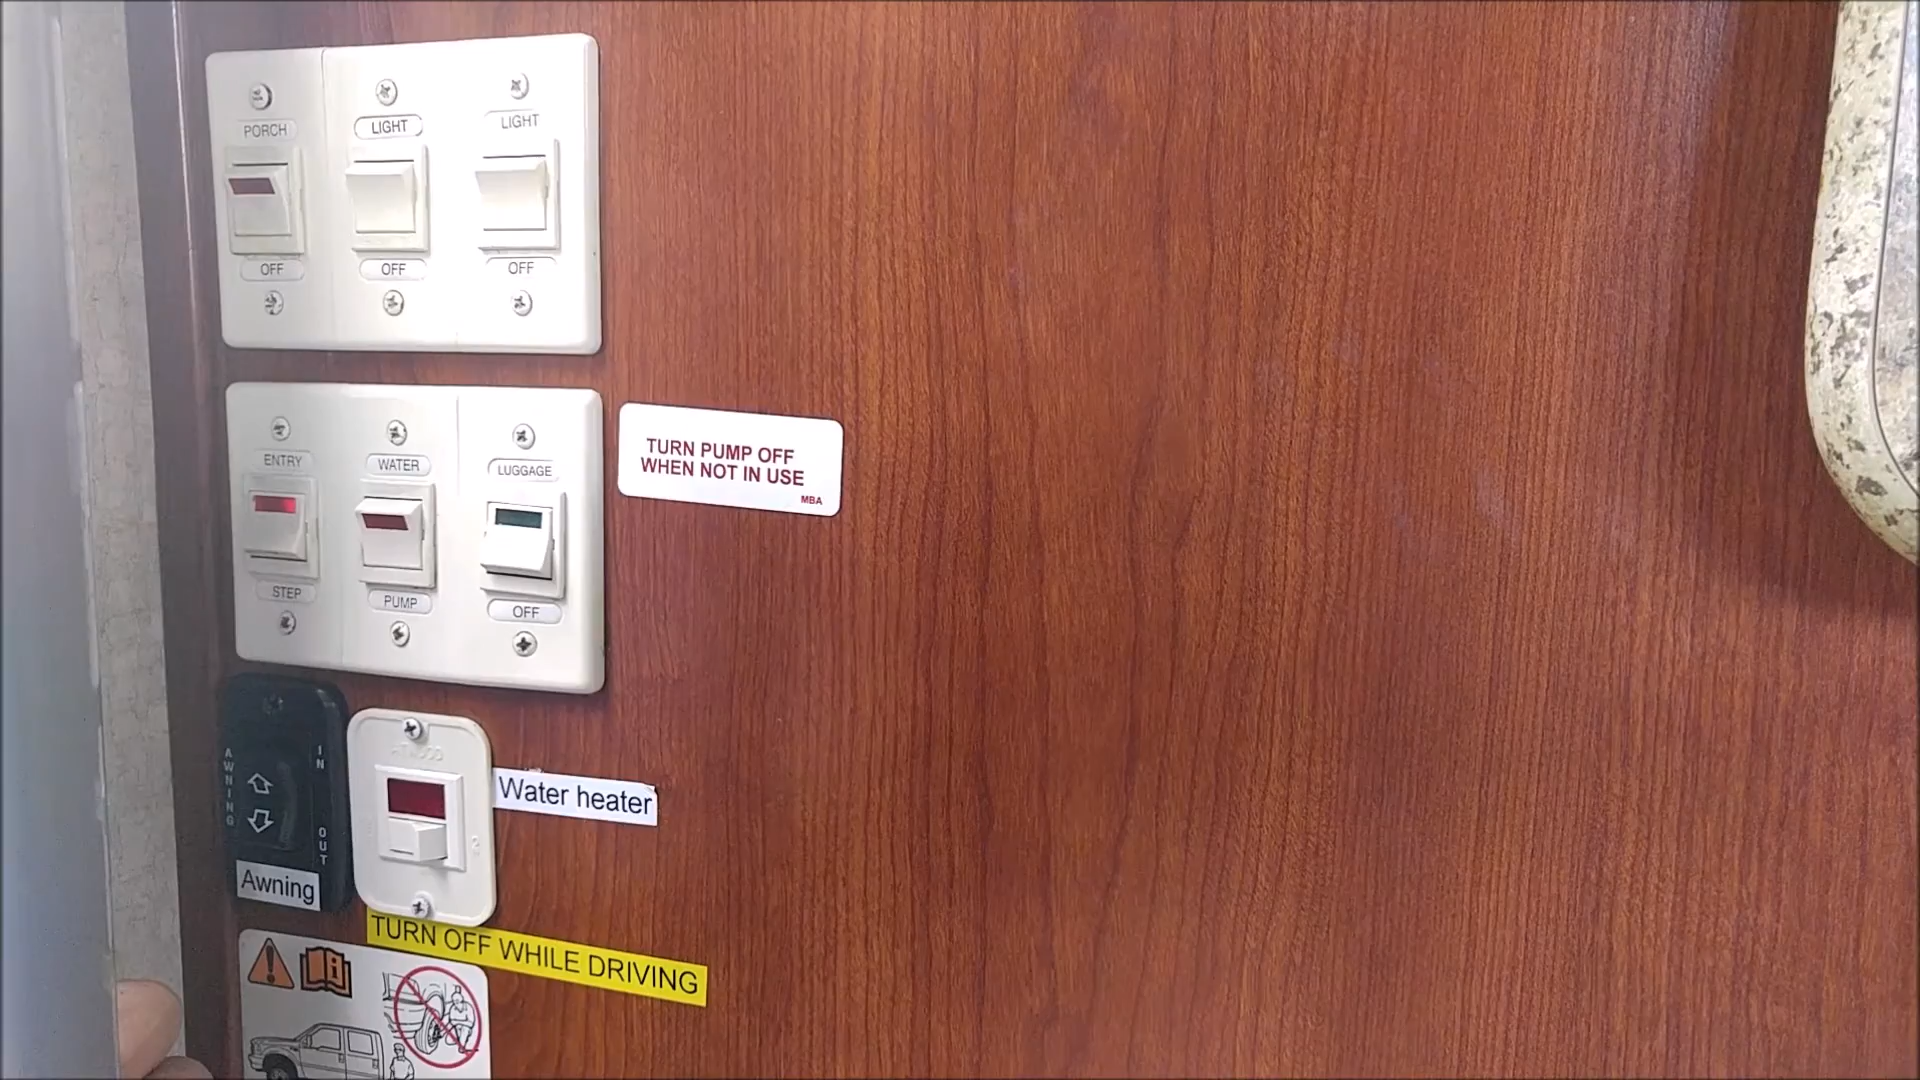 PORCH
LIGHT
LIGHT
OFF
OFF
OFF
ENTRY
WATER
LUGGAGE
STEP
PUMP
OFF
TURN PUMP OFF
WHEN NOT IN USE
MBA
AWNING
IN
OUT
Awning
ATWOOD
Water heater
TURN OFF WHILE DRIVING